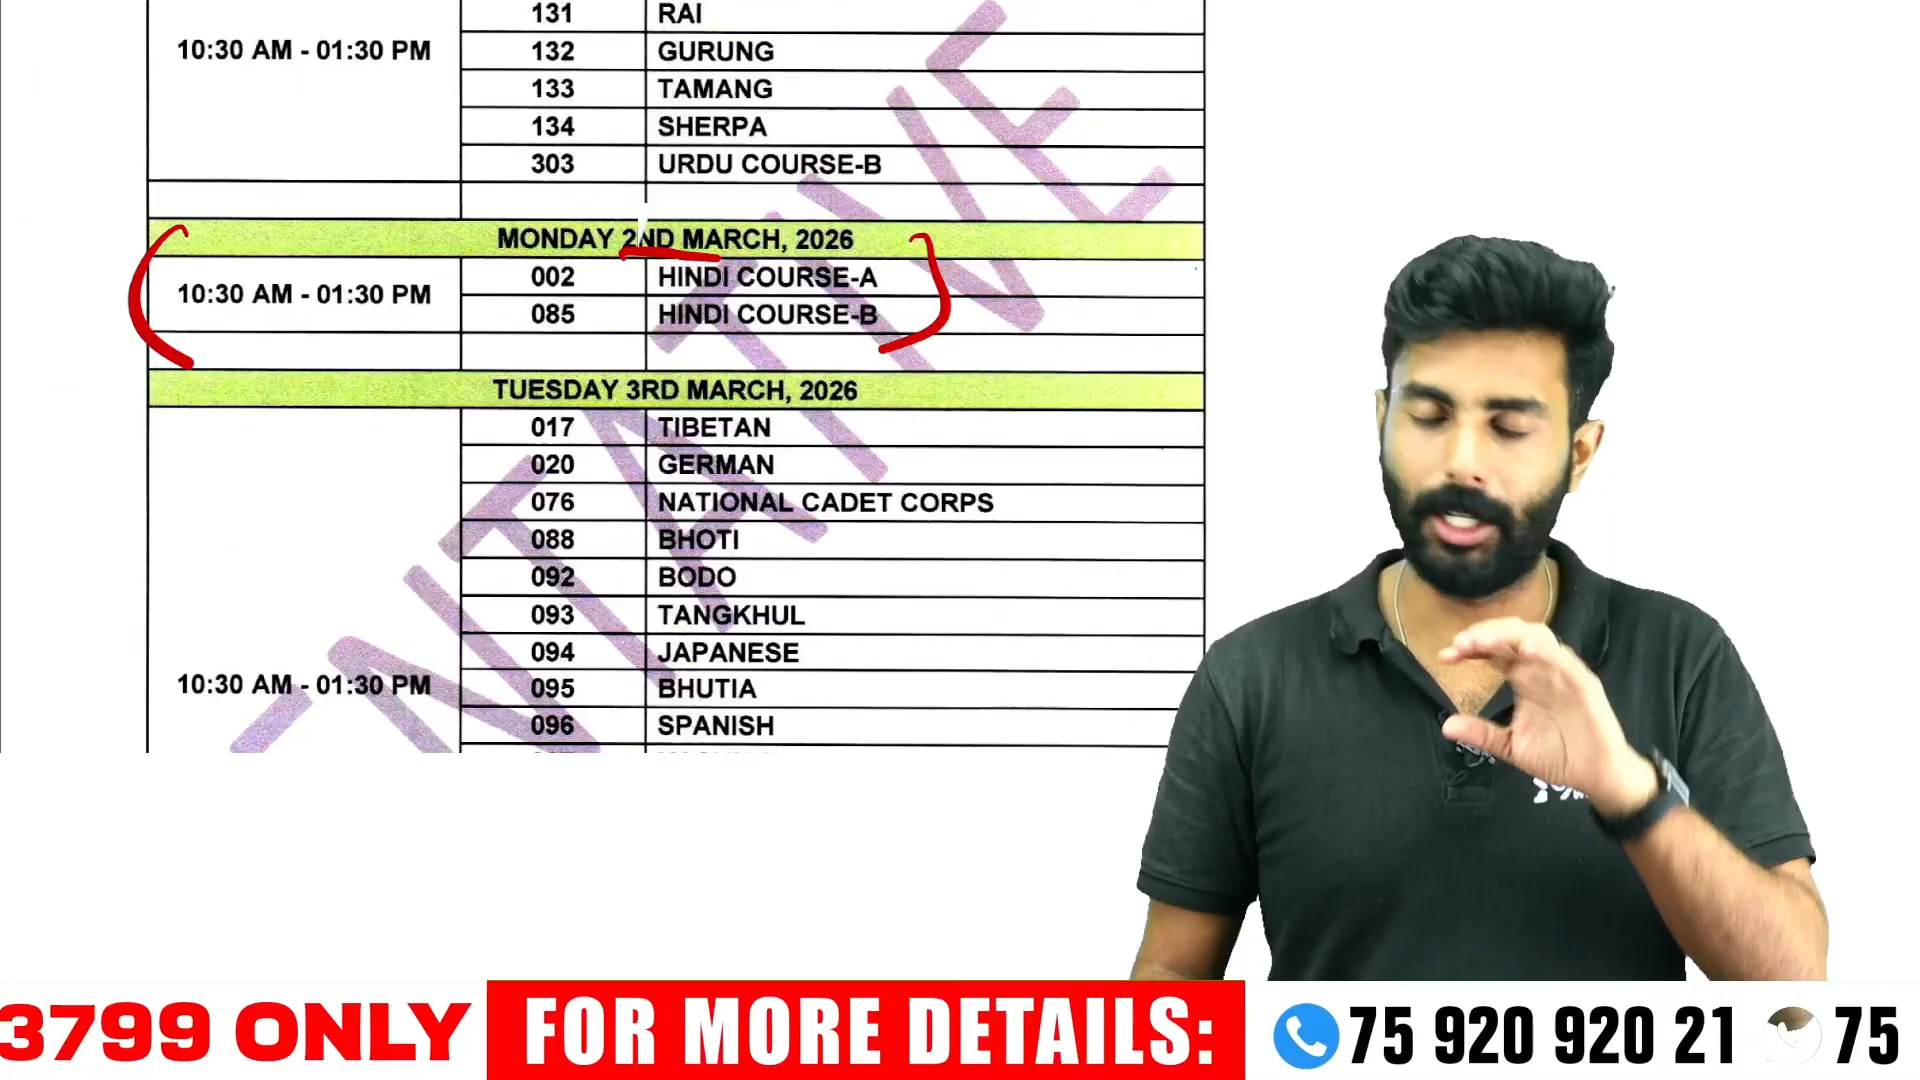 131 RAI
10:30 AM - 01:30 PM
132 GURUNG
133 TAMANG
134 SHERPA
303 URDU COURSE-B
MONDAY 2ND MARCH, 2026
002 HINDI COURSE-A
10:30 AM - 01:30 PM
085 HINDI COURSE-B
TUESDAY 3RD MARCH, 2026
017 TIBETAN
020 GERMAN
076 NATIONAL CADET CORPS
088 BHOTI
092 BODO
093 TANGKHUL
094 JAPANESE
10:30 AM - 01:30 PM
095 BHUTIA
096 SPANISH
NTATIVE
3799 ONLY
FOR MORE DETAILS:
75 920 920 21
75